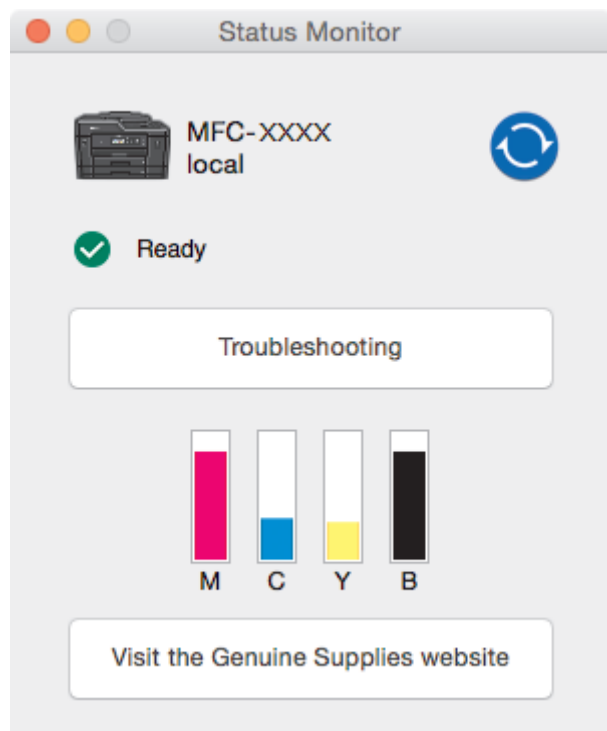 Status Monitor
MFC-XXXX
local
Ready
Troubleshooting
M C Y B
Visit the Genuine Supplies website